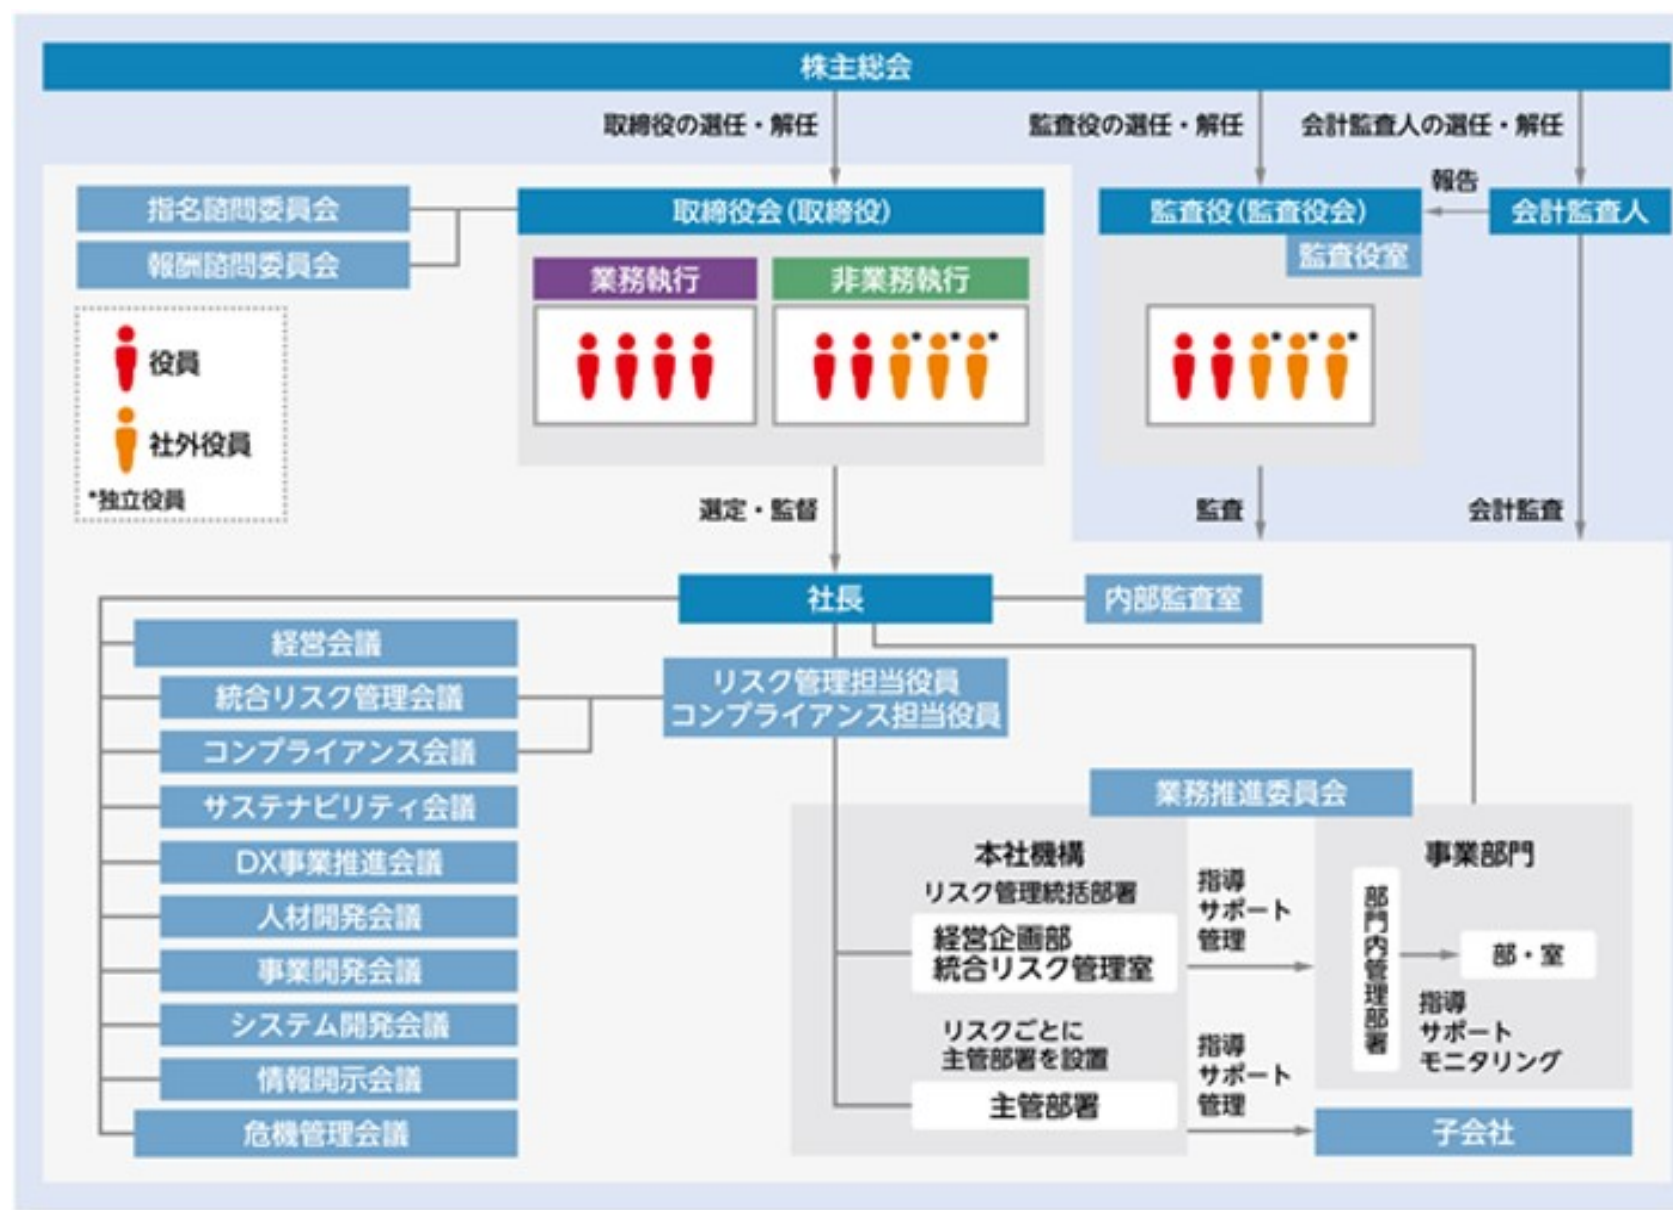 株主総会
取締役の選任・解任
監査役の選任・解任
会計監査人の選任・解任
指名諮問委員会
報酬諮問委員会
取締役会(取締役)
業務執行
非業務執行
* * *
監査役(監査役会)
監査役室
* * *
報告
会計監査人
役員
社外役員
*独立役員
選定・監督
監査
会計監査
社長
内部監査室
経営会議
統合リスク管理会議
コンプライアンス会議
サステナビリティ会議
DX事業推進会議
人材開発会議
事業開発会議
システム開発会議
情報開示会議
危機管理会議
リスク管理担当役員
コンプライアンス担当役員
業務推進委員会
本社機構
リスク管理統括部署
経営企画部
統合リスク管理室
リスクごとに
主管部署を設置
主管部署
指導
サポート
管理
指導
サポート
管理
事業部門
部門内管理部署
部・室
指導
サポート
モニタリング
子会社